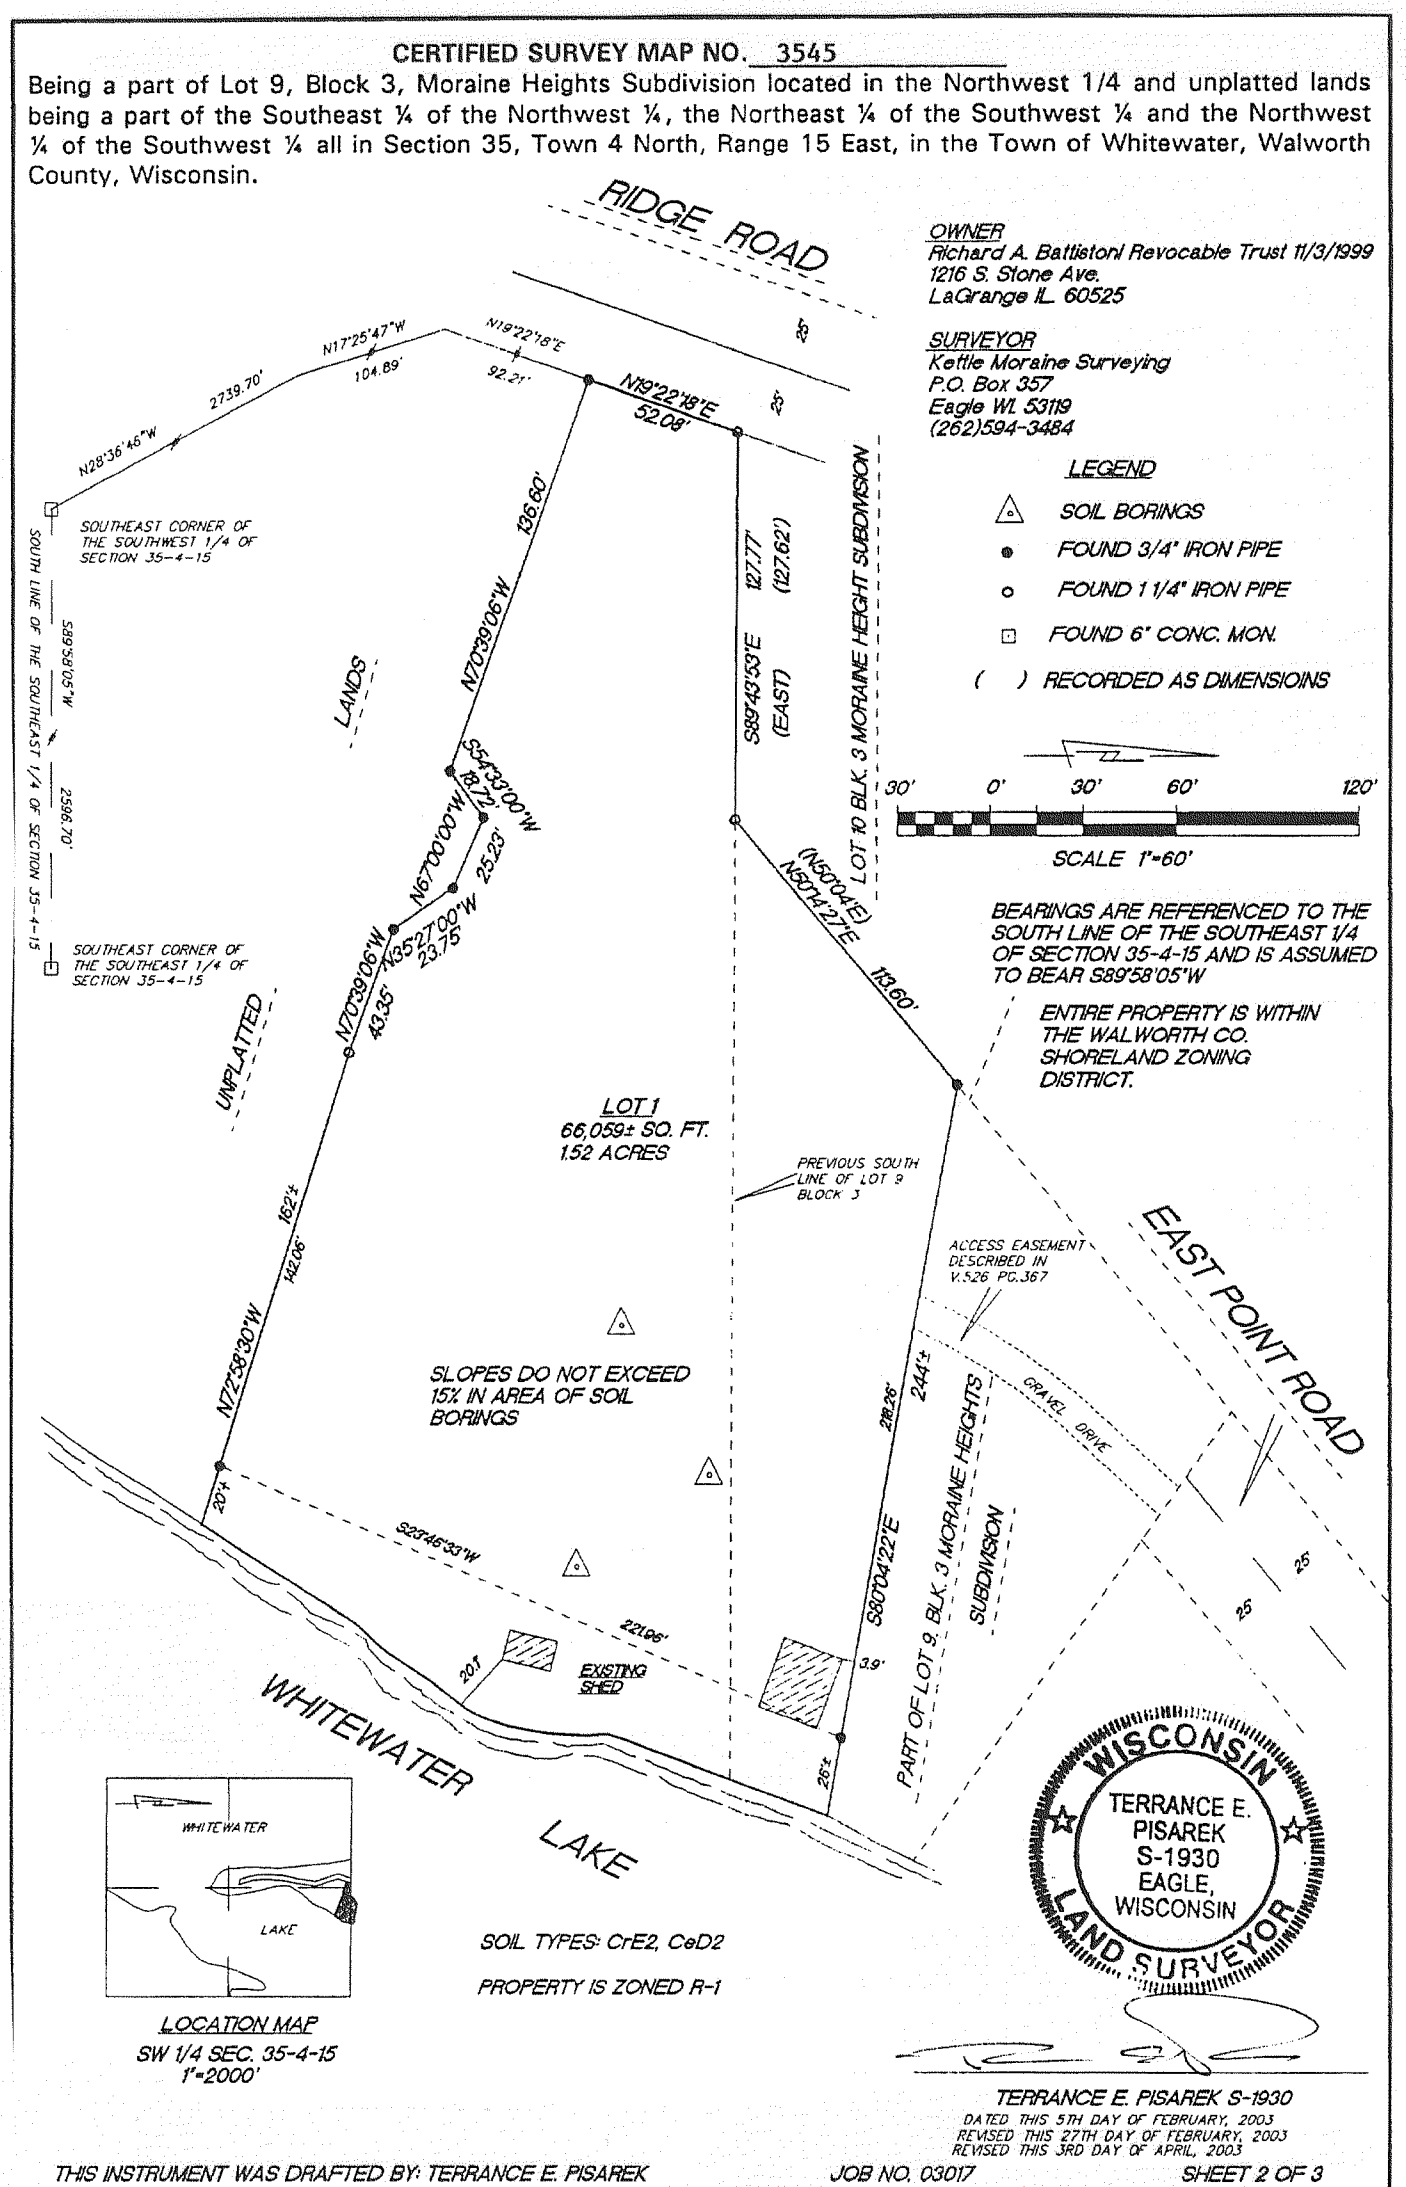 CERTIFIED SURVEY MAP NO. 3545
Being a part of Lot 9, Block 3, Moraine Heights Subdivision located in the Northwest 1/4 and unplatted lands
being a part of the Southeast ¼ of the Northwest ¼, the Northeast ¼ of the Southwest ¼ and the Northwest
¼ of the Southwest ¼ all in Section 35, Town 4 North, Range 15 East, in the Town of Whitewater, Walworth
County, Wisconsin.
RIDGE ROAD
OWNER
Richard A. Battistoni Revocable Trust 11/3/1999
1216 S. Stone Ave.
LaGrange IL 60525
SURVEYOR
Kettle Moraine Surveying
P.O. Box 357
Eagle WI. 53119
(262)594-3484
LEGEND
SOIL BORINGS
FOUND 3/4" IRON PIPE
FOUND 1 1/4" IRON PIPE
FOUND 6" CONC. MON.
( ) RECORDED AS DIMENSIOINS
30' 0' 30' 60' 120'
SCALE 1"=60'
BEARINGS ARE REFERENCED TO THE
SOUTH LINE OF THE SOUTHEAST 1/4
OF SECTION 35-4-15 AND IS ASSUMED
TO BEAR S89°58'05"W
ENTIRE PROPERTY IS WITHIN
THE WALWORTH CO.
SHORELAND ZONING
DISTRICT.
N28°36'46"W
2739.70'
N17°25'47"W
104.89'
N19°22'18"E
92.21'
N19°22'18"E
52.08'
25'
25'
SOUTHEAST CORNER OF
THE SOUTHWEST 1/4 OF
SECTION 35-4-15
SOUTH LINE OF THE SOUTHEAST 1/4 OF SECTION 35-4-15
S89°58'05"W
2596.70'
SOUTHEAST CORNER OF
THE SOUTHEAST 1/4 OF
SECTION 35-4-15
136.60'
N70°39'06"W
LANDS
S54°33'00"W
18.72'
N67°00'00"W
25.23'
N35°27'00"W
23.75'
N70°39'06"W
43.35'
UNPLATTED
127.77'
(127.62')
S89°43'53"E
(EAST)
LOT 10 BLK. 3 MORAINE HEIGHT SUBDIVISION
(N50°04'E)
N50°14'27"E
113.60'
LOT 1
66,059± SQ. FT.
1.52 ACRES
PREVIOUS SOUTH
LINE OF LOT 9
BLOCK 3
162'±
142.06'
N72°58'30"W
20'±
ACCESS EASEMENT
DESCRIBED IN
V.526 PG.367
EAST POINT ROAD
GRAVEL DRIVE
SLOPES DO NOT EXCEED
15% IN AREA OF SOIL
BORINGS
218.26'
244'±
S80°04'22"E
PART OF LOT 9, BLK. 3 MORAINE HEIGHTS
SUBDIVISION
25'
25'
S23°46'33"W
221.96'
EXISTING
SHED
3.9'
26'±
WHITEWATER
LAKE
WHITEWATER
LAKE
LOCATION MAP
SW 1/4 SEC. 35-4-15
1"=2000'
SOIL TYPES: CrE2, CeD2
PROPERTY IS ZONED R-1
WISCONSIN
TERRANCE E.
PISAREK
S-1930
EAGLE,
WISCONSIN
LAND SURVEYOR
TERRANCE E. PISAREK S-1930
DATED THIS 5TH DAY OF FEBRUARY, 2003
REVISED THIS 27TH DAY OF FEBRUARY, 2003
REVISED THIS 3RD DAY OF APRIL, 2003
THIS INSTRUMENT WAS DRAFTED BY: TERRANCE E. PISAREK
JOB NO. 03017
SHEET 2 OF 3